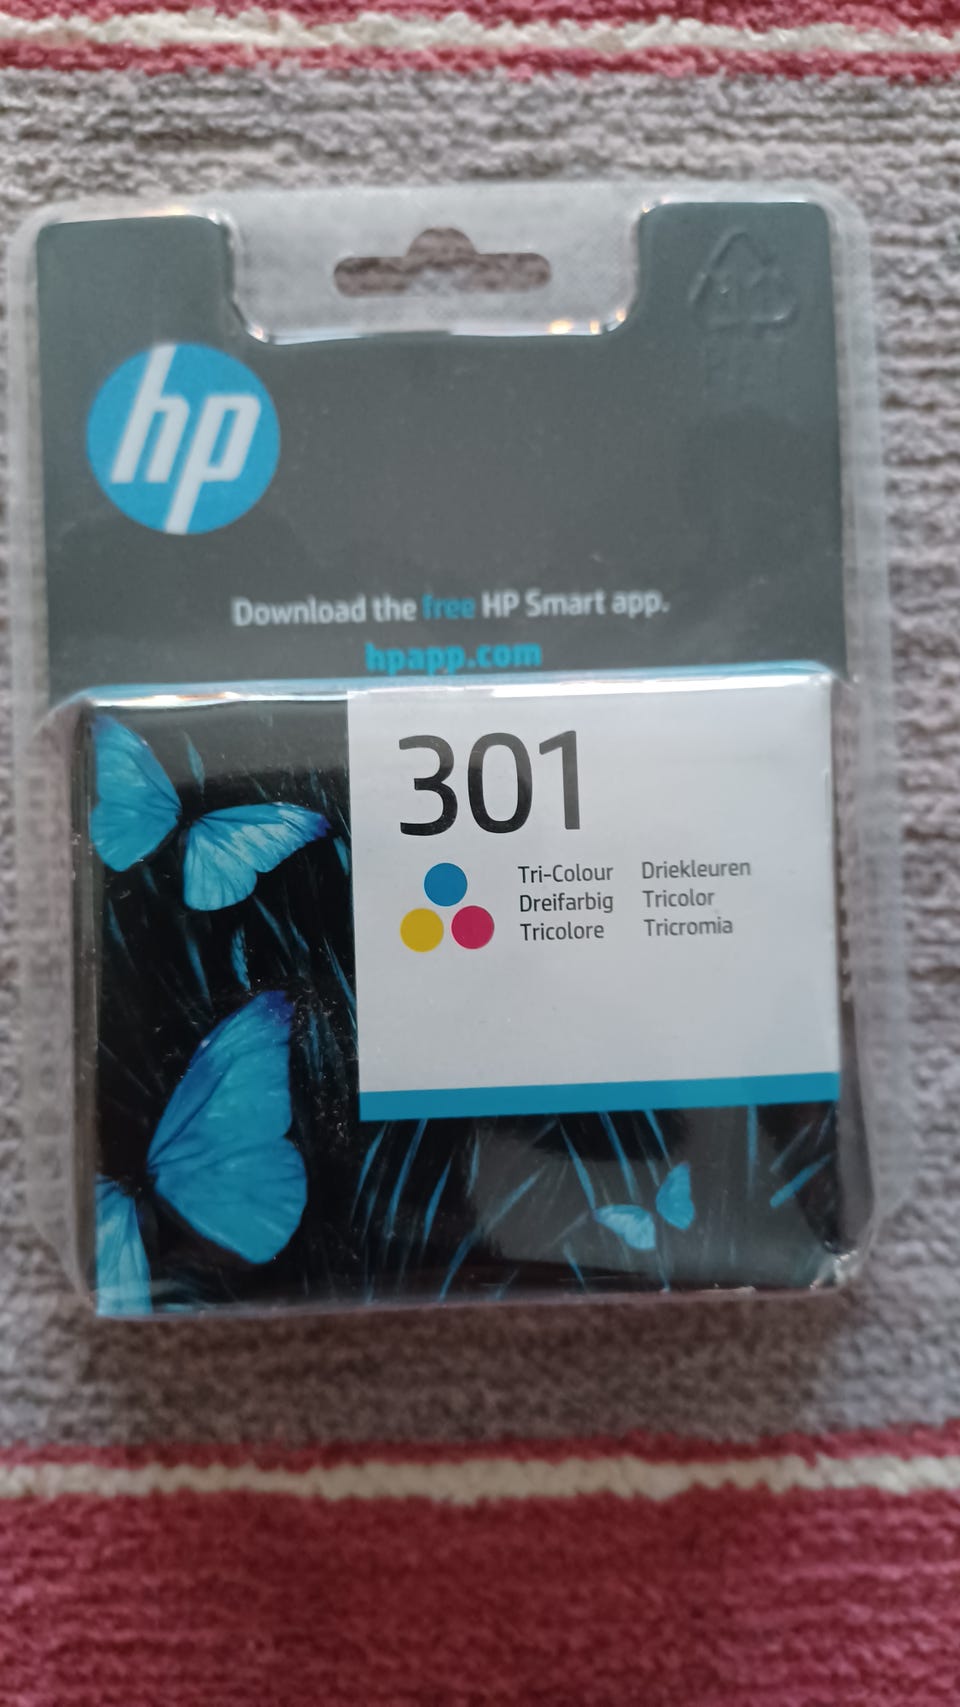 hp
Download the free HP Smart app.
hpapp.com
301
Tri-Colour Driekleuren
Dreifarbig Tricolor
Tricolore Tricromia